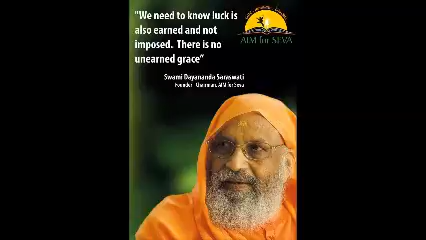 "We need to know luck is
also earned and not
imposed. There is no
unearned grace"
Swami Dayananda Saraswati
Founder Chairman, AIM for Seva
AIM for SEVA